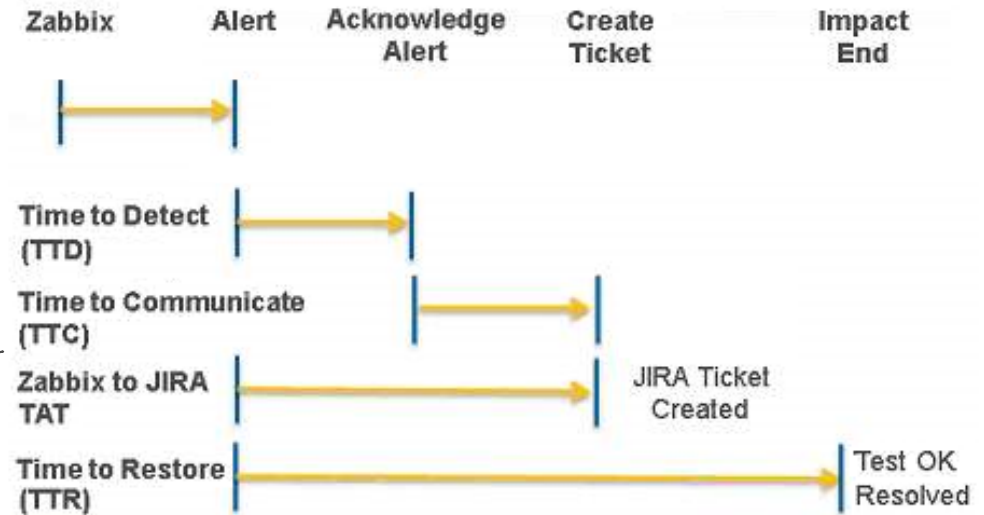 Zabbix
Alert
Acknowledge
Alert
Create
Ticket
Impact
End
Time to Detect
(TTD)
Time to Communicate
(TTC)
Zabbix to JIRA
TAT
JIRA Ticket
Created
Time to Restore
(TTR)
Test OK
Resolved